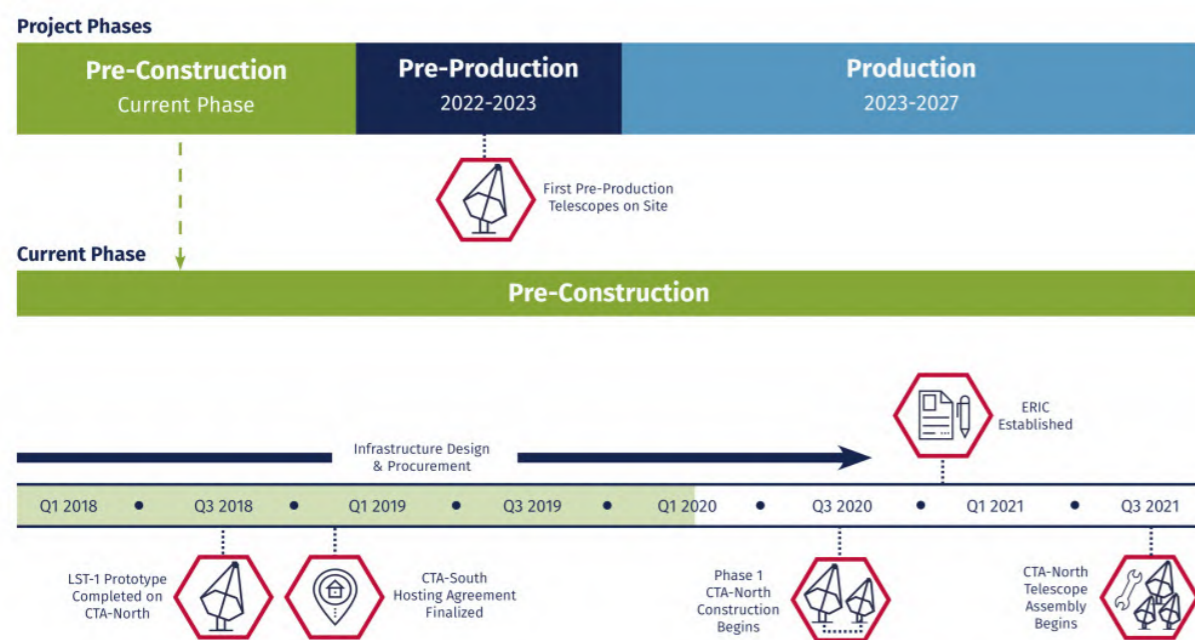 Project Phases
Pre-Construction
Current Phase
Pre-Production
2022-2023
Production
2023-2027
First Pre-Production
Telescopes on Site
Current Phase
Pre-Construction
ERIC
Established
Infrastructure Design
& Procurement
Q1 2018 • Q3 2018 • Q1 2019 • Q3 2019 • Q1 2020 • Q3 2020 • Q1 2021 • Q3 2021
LST-1 Prototype
Completed on
CTA-North
CTA-South
Hosting Agreement
Finalized
Phase 1
CTA-North
Construction
Begins
CTA-North
Telescope
Assembly
Begins